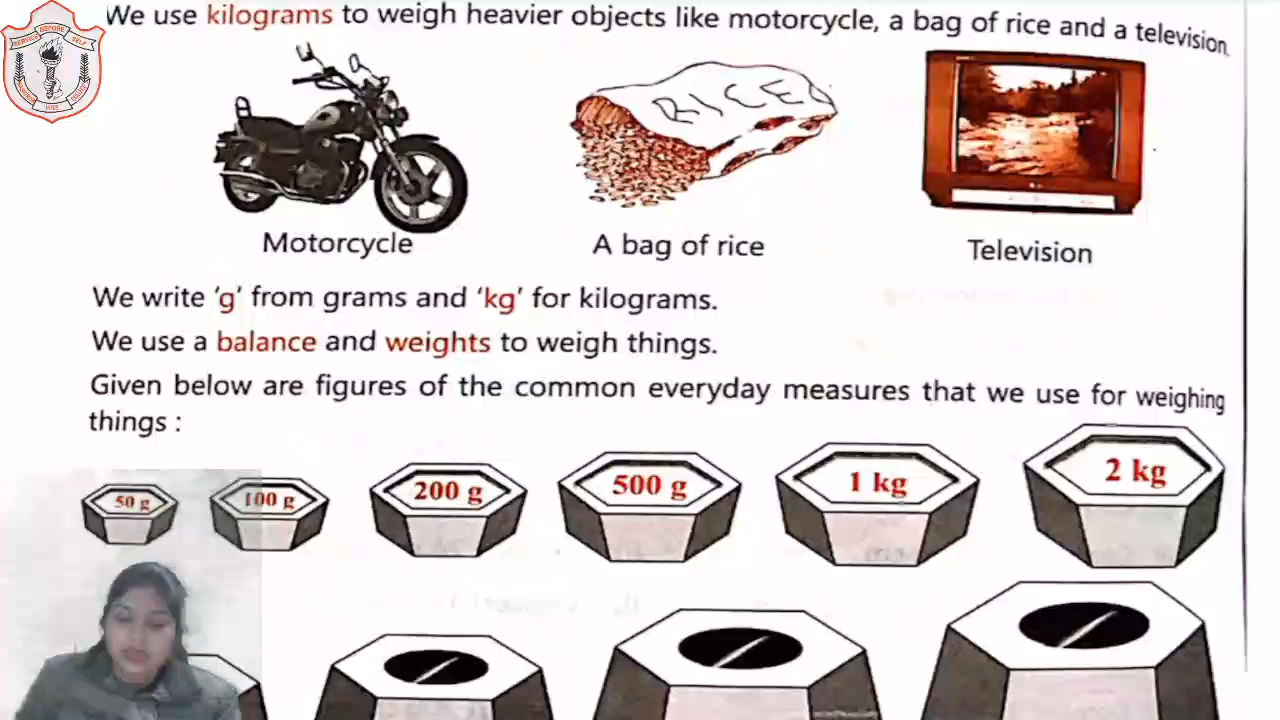 We use kilograms to weigh heavier objects like motorcycle, a bag of rice and a television.
SERVICE BEFORE SELF
RICE
Motorcycle
A bag of rice
Television
We write ‘g’ from grams and ‘kg’ for kilograms.
We use a balance and weights to weigh things.
Given below are figures of the common everyday measures that we use for weighing
things :
50 g
100 g
200 g
500 g
1 kg
2 kg